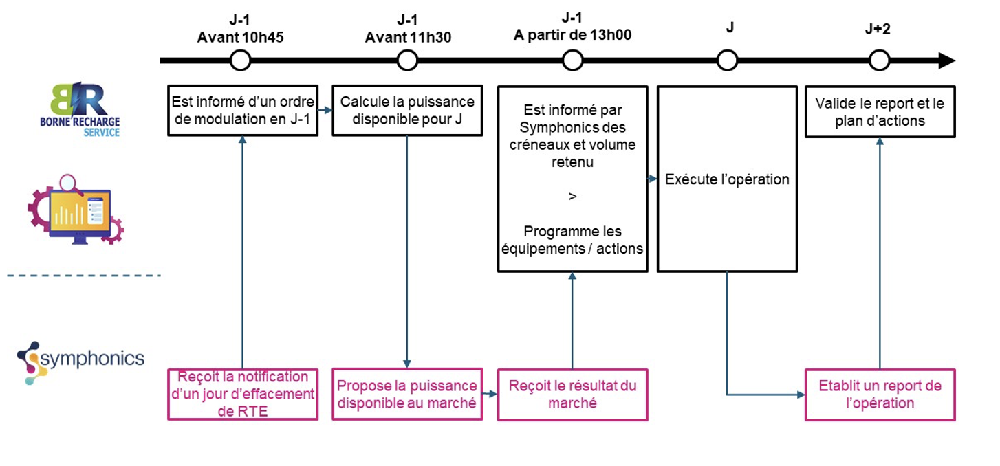 J-1
Avant 10h45
J-1
Avant 11h30
J-1
A partir de 13h00
J
J+2
BR
BORNE RECHARGE
SERVICE
Est informé d’un ordre
de modulation en J-1
Calcule la puissance
disponible pour J
Est informé par
Symphonics des
créneaux et volume
retenu
>
Programme les
équipements / actions
Exécute l’opération
Valide le report et le
plan d’actions
symphonics
Reçoit la notification
d’un jour d’effacement
de RTE
Propose la puissance
disponible au marché
Reçoit le résultat du
marché
Etablit un report de
l’opération